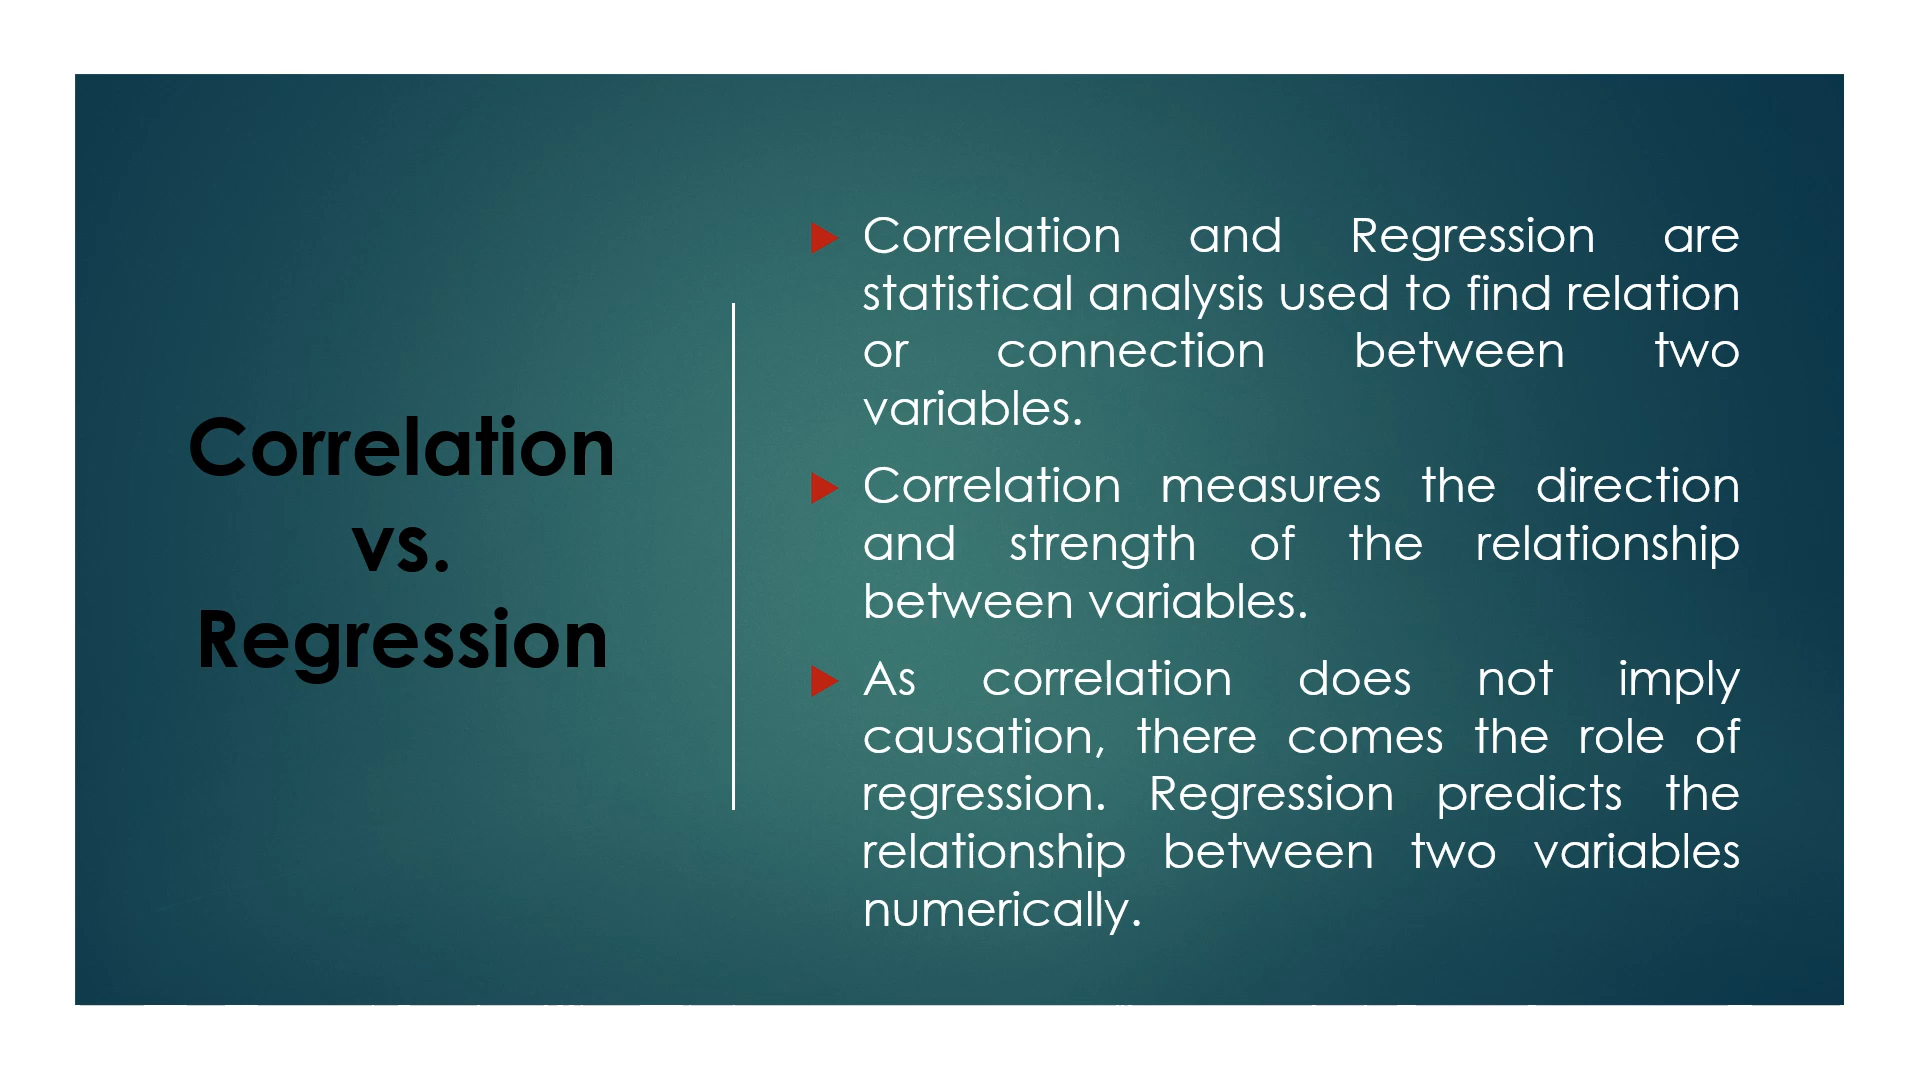 Correlation
vs.
Regression
Correlation and Regression are
statistical analysis used to find relation
or connection between two
variables.
Correlation measures the direction
and strength of the relationship
between variables.
As correlation does not imply
causation, there comes the role of
regression. Regression predicts the
relationship between two variables
numerically.